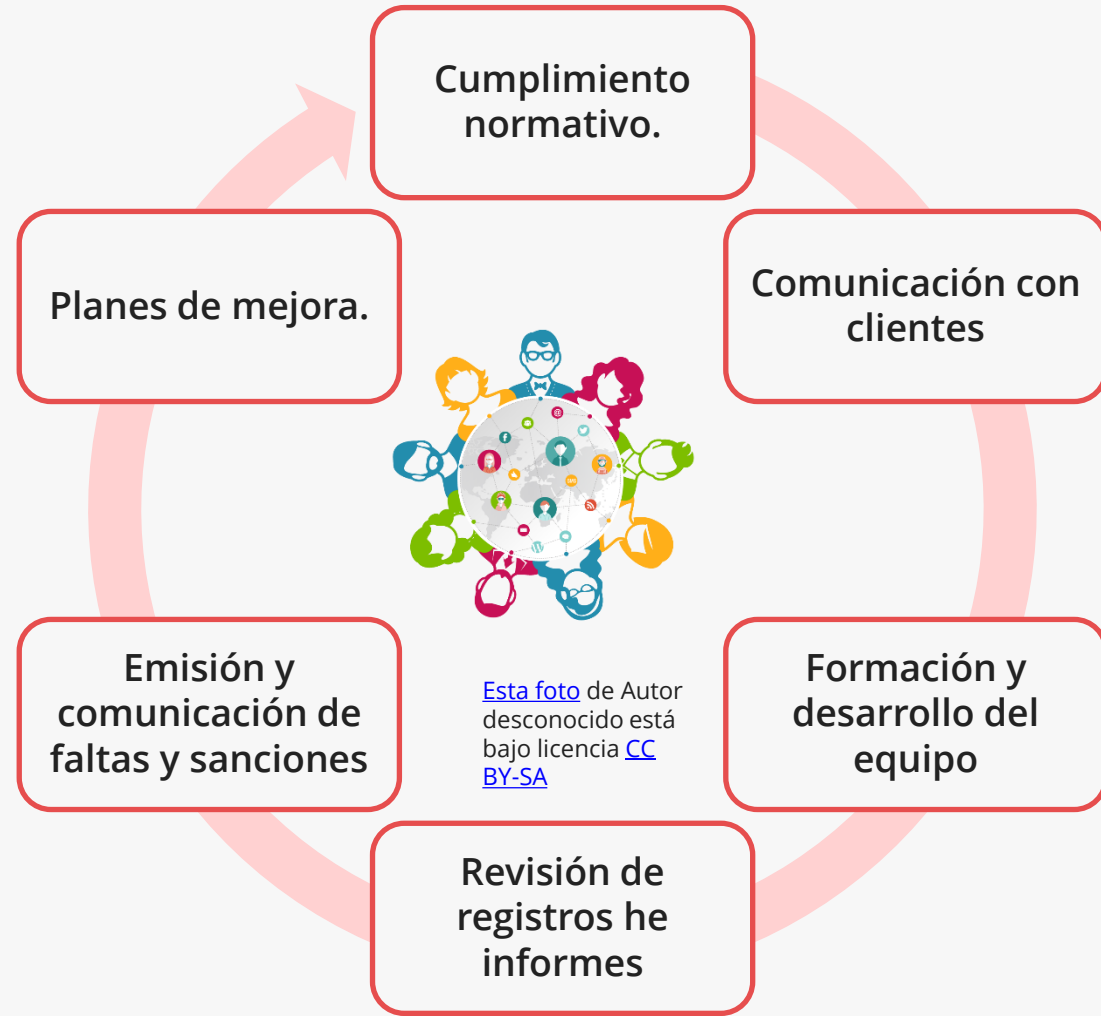 Cumplimiento
normativo.
Comunicación con
clientes
Formación y
desarrollo del
equipo
Revisión de
registros he
informes
Emisión y
comunicación de
faltas y sanciones
Planes de mejora.
Esta foto de Autor
desconocido está
bajo licencia CC
BY-SA